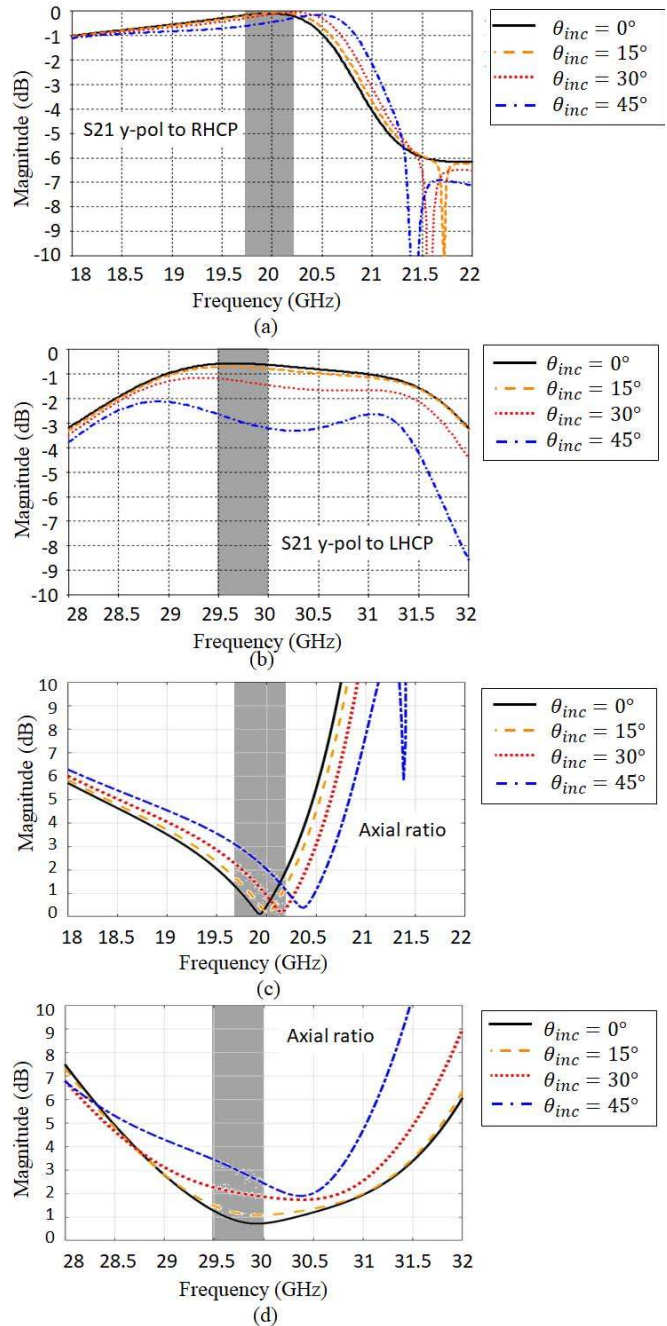 0
-1
-2
-3
-4
-5
-6
-7
-8
-9
-10
Magnitude (dB)
S21 y-pol to RHCP
18 18.5 19 19.5 20 20.5 21 21.5 22
Frequency (GHz)
(a)
θinc = 0°
θinc = 15°
θinc = 30°
θinc = 45°
0
-1
-2
-3
-4
-5
-6
-7
-8
-9
-10
Magnitude (dB)
S21 y-pol to LHCP
28 28.5 29 29.5 30 30.5 31 31.5 32
Frequency (GHz)
(b)
θinc = 0°
θinc = 15°
θinc = 30°
θinc = 45°
10
9
8
7
6
5
4
3
2
1
0
Magnitude (dB)
Axial ratio
18 18.5 19 19.5 20 20.5 21 21.5 22
Frequency (GHz)
(c)
θinc = 0°
θinc = 15°
θinc = 30°
θinc = 45°
10
9
8
7
6
5
4
3
2
1
0
Magnitude (dB)
Axial ratio
28 28.5 29 29.5 30 30.5 31 31.5 32
Frequency (GHz)
(d)
θinc = 0°
θinc = 15°
θinc = 30°
θinc = 45°